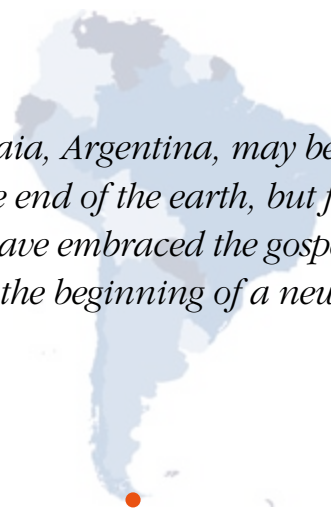 aia, Argentina, may be
e end of the earth, but f
ave embraced the gosp
the beginning of a new